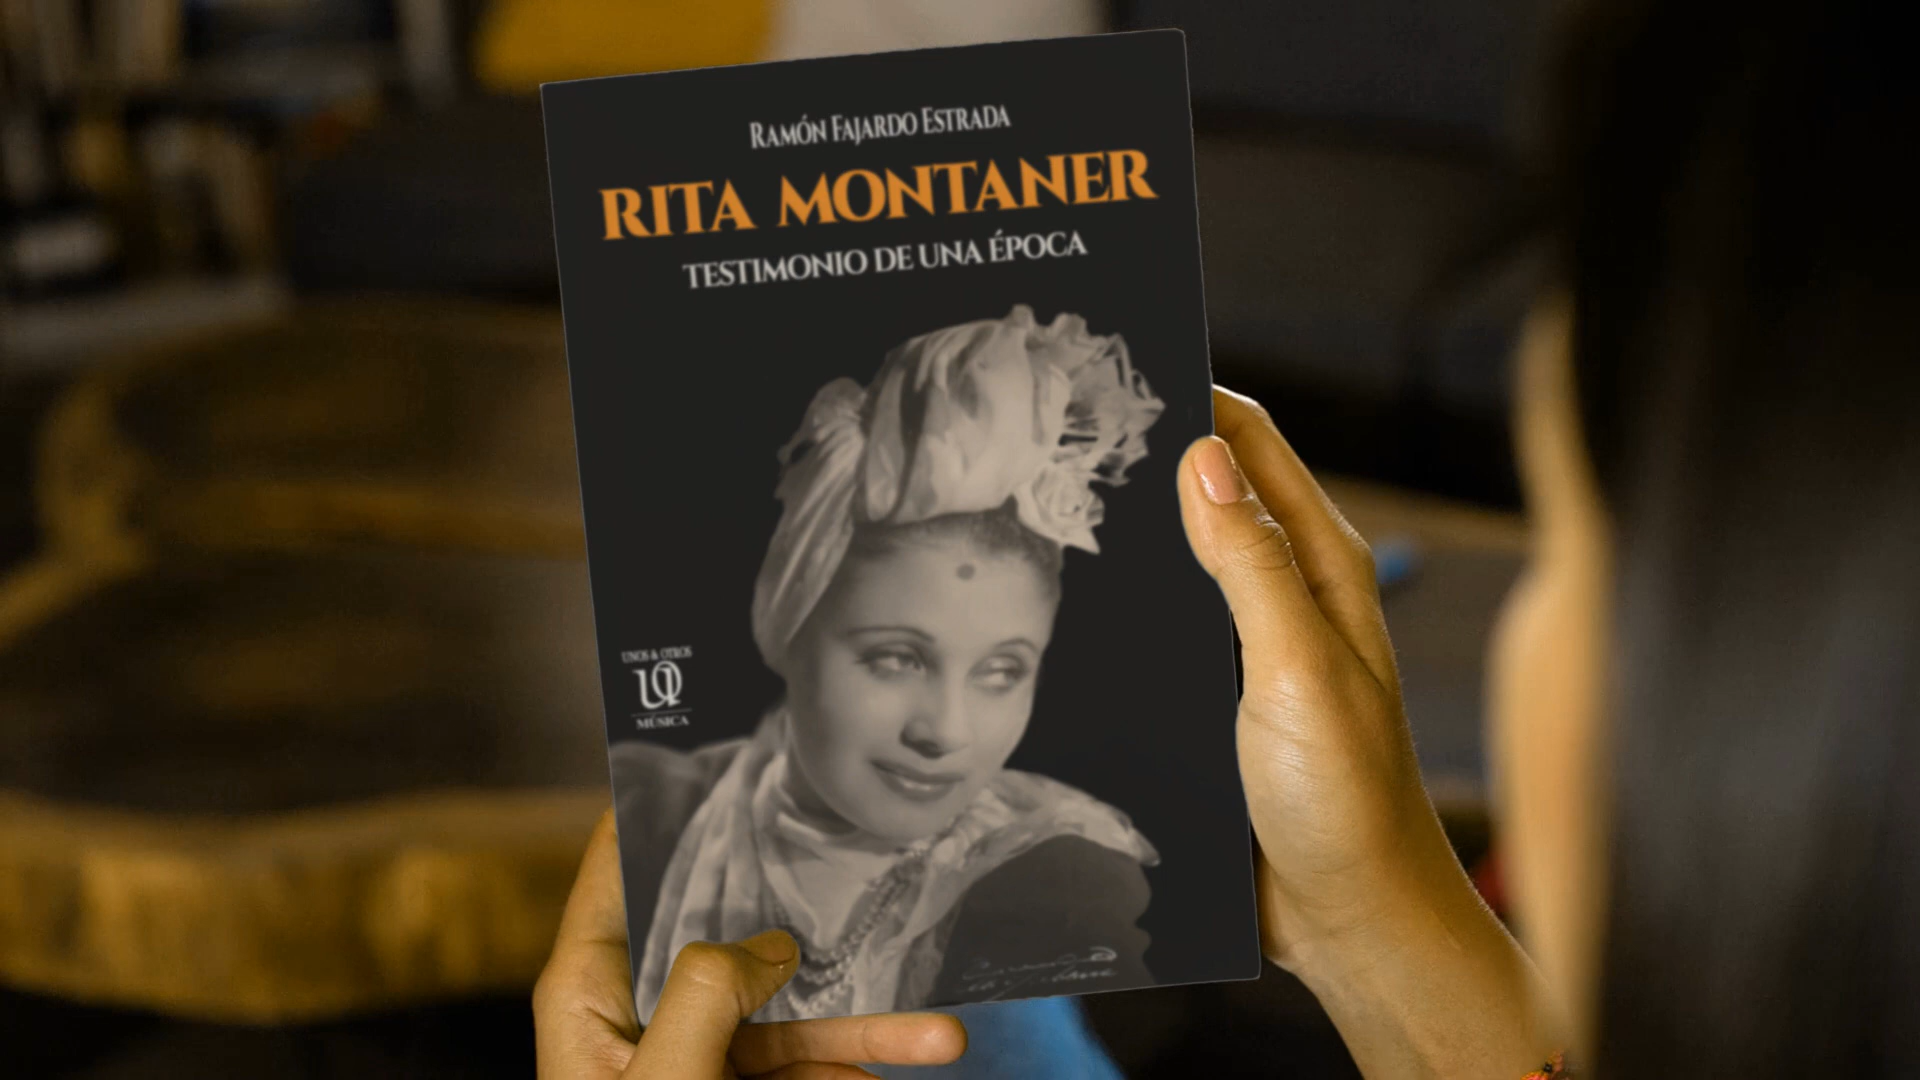 RAMÓN FAJARDO ESTRADA
RITA MONTANER
TESTIMONIO DE UNA ÉPOCA
UNOS & OTROS
UO
MÚSICA